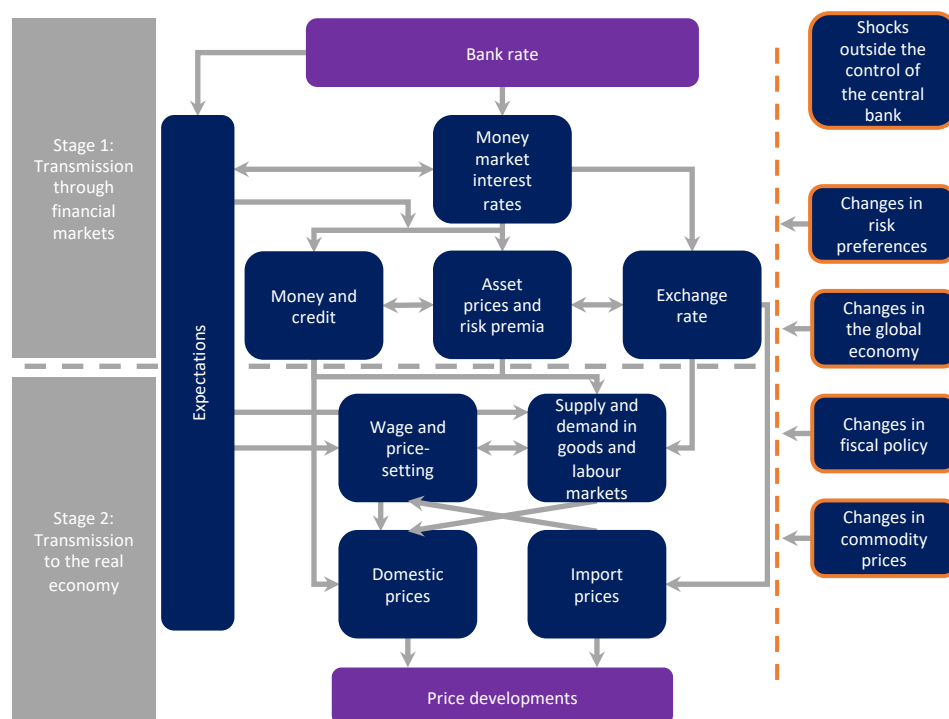 Bank rate
Shocks
outside the
control of
the central
bank
Stage 1:
Transmission
through
financial
markets
Money
market
interest
rates
Changes in
risk
preferences
Money and
credit
Asset
prices and
risk premia
Exchange
rate
Changes in
the global
economy
Expectations
Wage and
price-
setting
Supply and
demand in
goods and
labour
markets
Changes in
fiscal policy
Stage 2:
Transmission
to the real
economy
Domestic
prices
Import
prices
Changes in
commodity
prices
Price developments